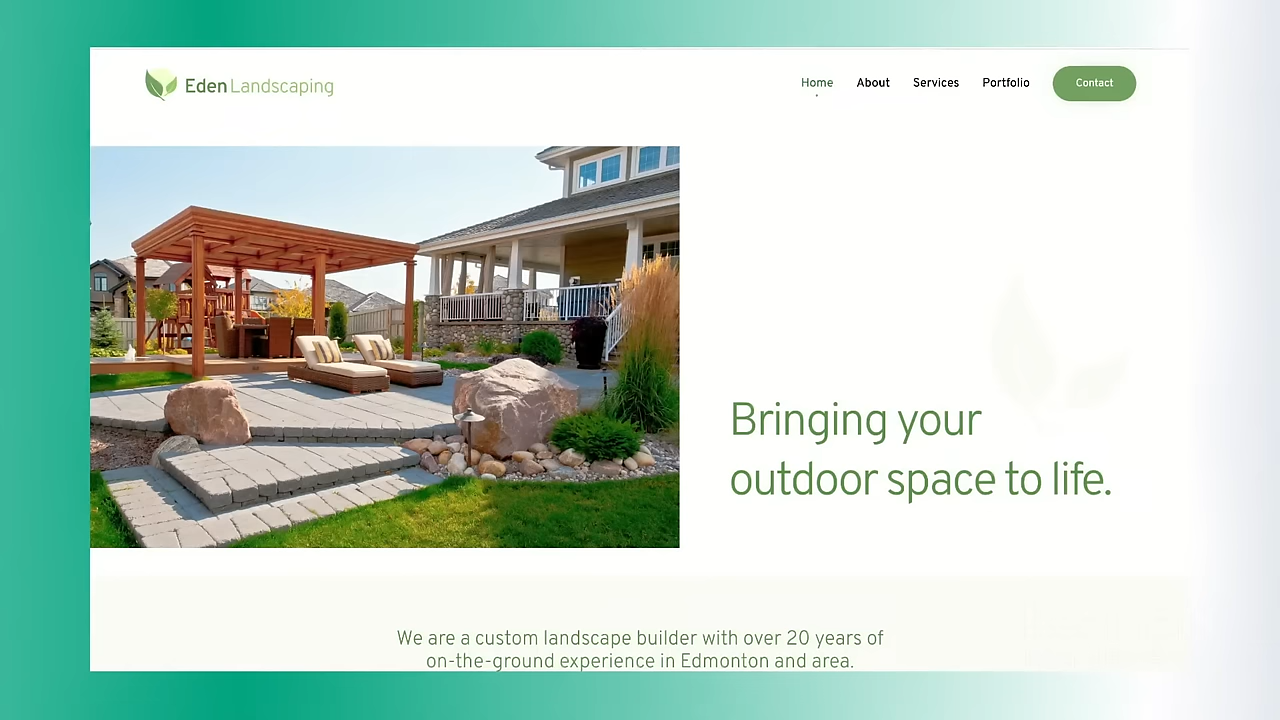 Eden Landscaping
Home About Services Portfolio Contact
Bringing your
outdoor space to life.
We are a custom landscape builder with over 20 years of
on-the-ground experience in Edmonton and area.